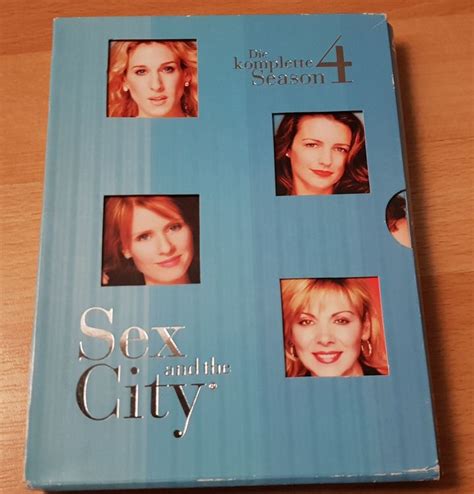 Die
komplette 4
Season
Sex
and the
City